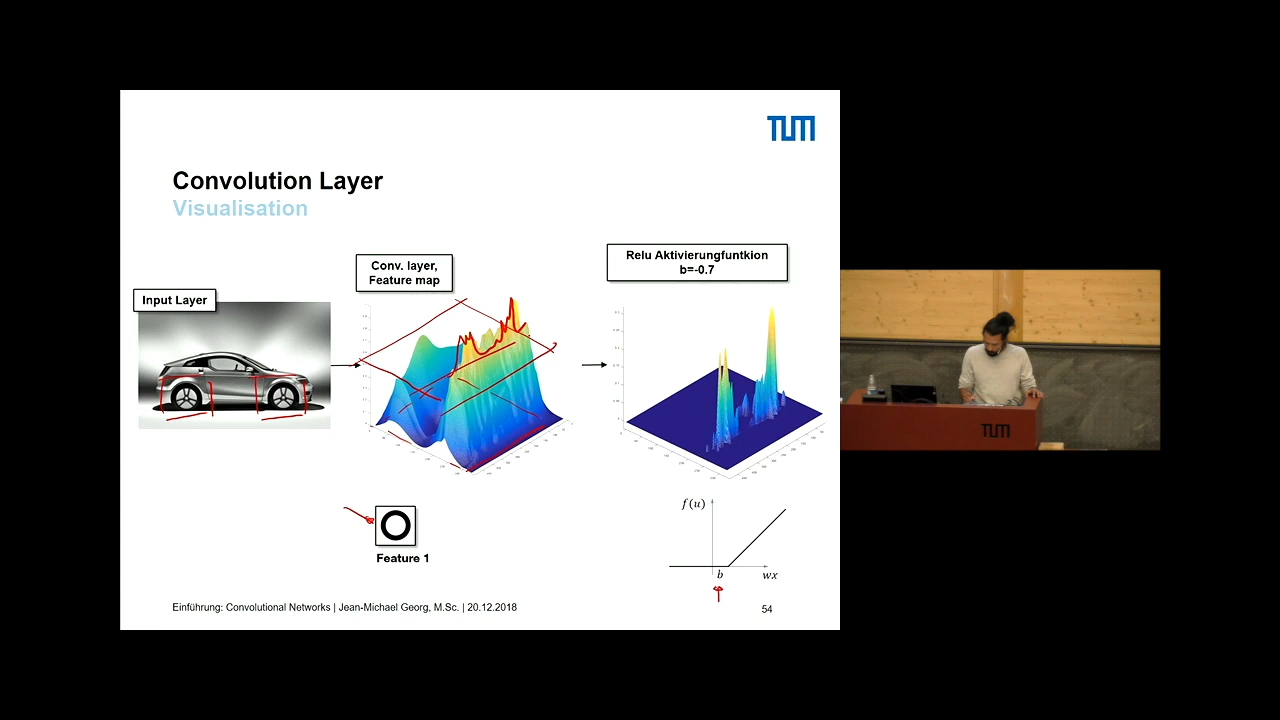 TUM
Convolution Layer
Visualisation
Input Layer
Conv. layer,
Feature map
Relu Aktivierungfuntkion
b=-0.7
f(u)
b
wx
Feature 1
Einführung: Convolutional Networks | Jean-Michael Georg, M.Sc. | 20.12.2018
54
TUM